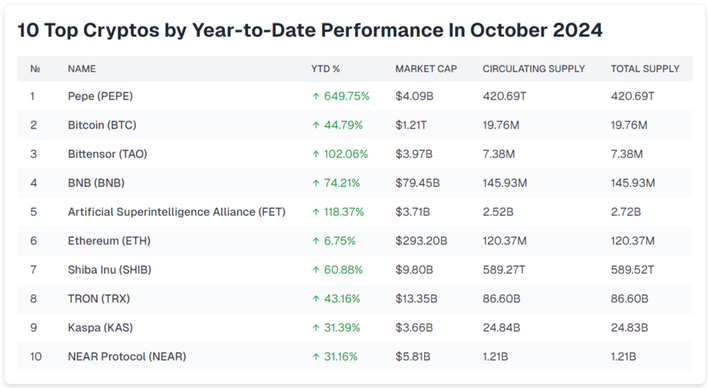 10 Top Cryptos by Year-to-Date Performance In October 2024
№ NAME YTD % MARKET CAP CIRCULATING SUPPLY TOTAL SUPPLY
1 Pepe (PEPE) ↑ 649.75% $4.09B 420.69T 420.69T
2 Bitcoin (BTC) ↑ 44.79% $1.21T 19.76M 19.76M
3 Bittensor (TAO) ↑ 102.06% $3.97B 7.38M 7.38M
4 BNB (BNB) ↑ 74.21% $79.45B 145.93M 145.93M
5 Artificial Superintelligence Alliance (FET) ↑ 118.37% $3.71B 2.52B 2.72B
6 Ethereum (ETH) ↑ 6.75% $293.20B 120.37M 120.37M
7 Shiba Inu (SHIB) ↑ 60.88% $9.80B 589.27T 589.52T
8 TRON (TRX) ↑ 43.16% $13.35B 86.60B 86.60B
9 Kaspa (KAS) ↑ 31.39% $3.66B 24.84B 24.83B
10 NEAR Protocol (NEAR) ↑ 31.16% $5.81B 1.21B 1.21B